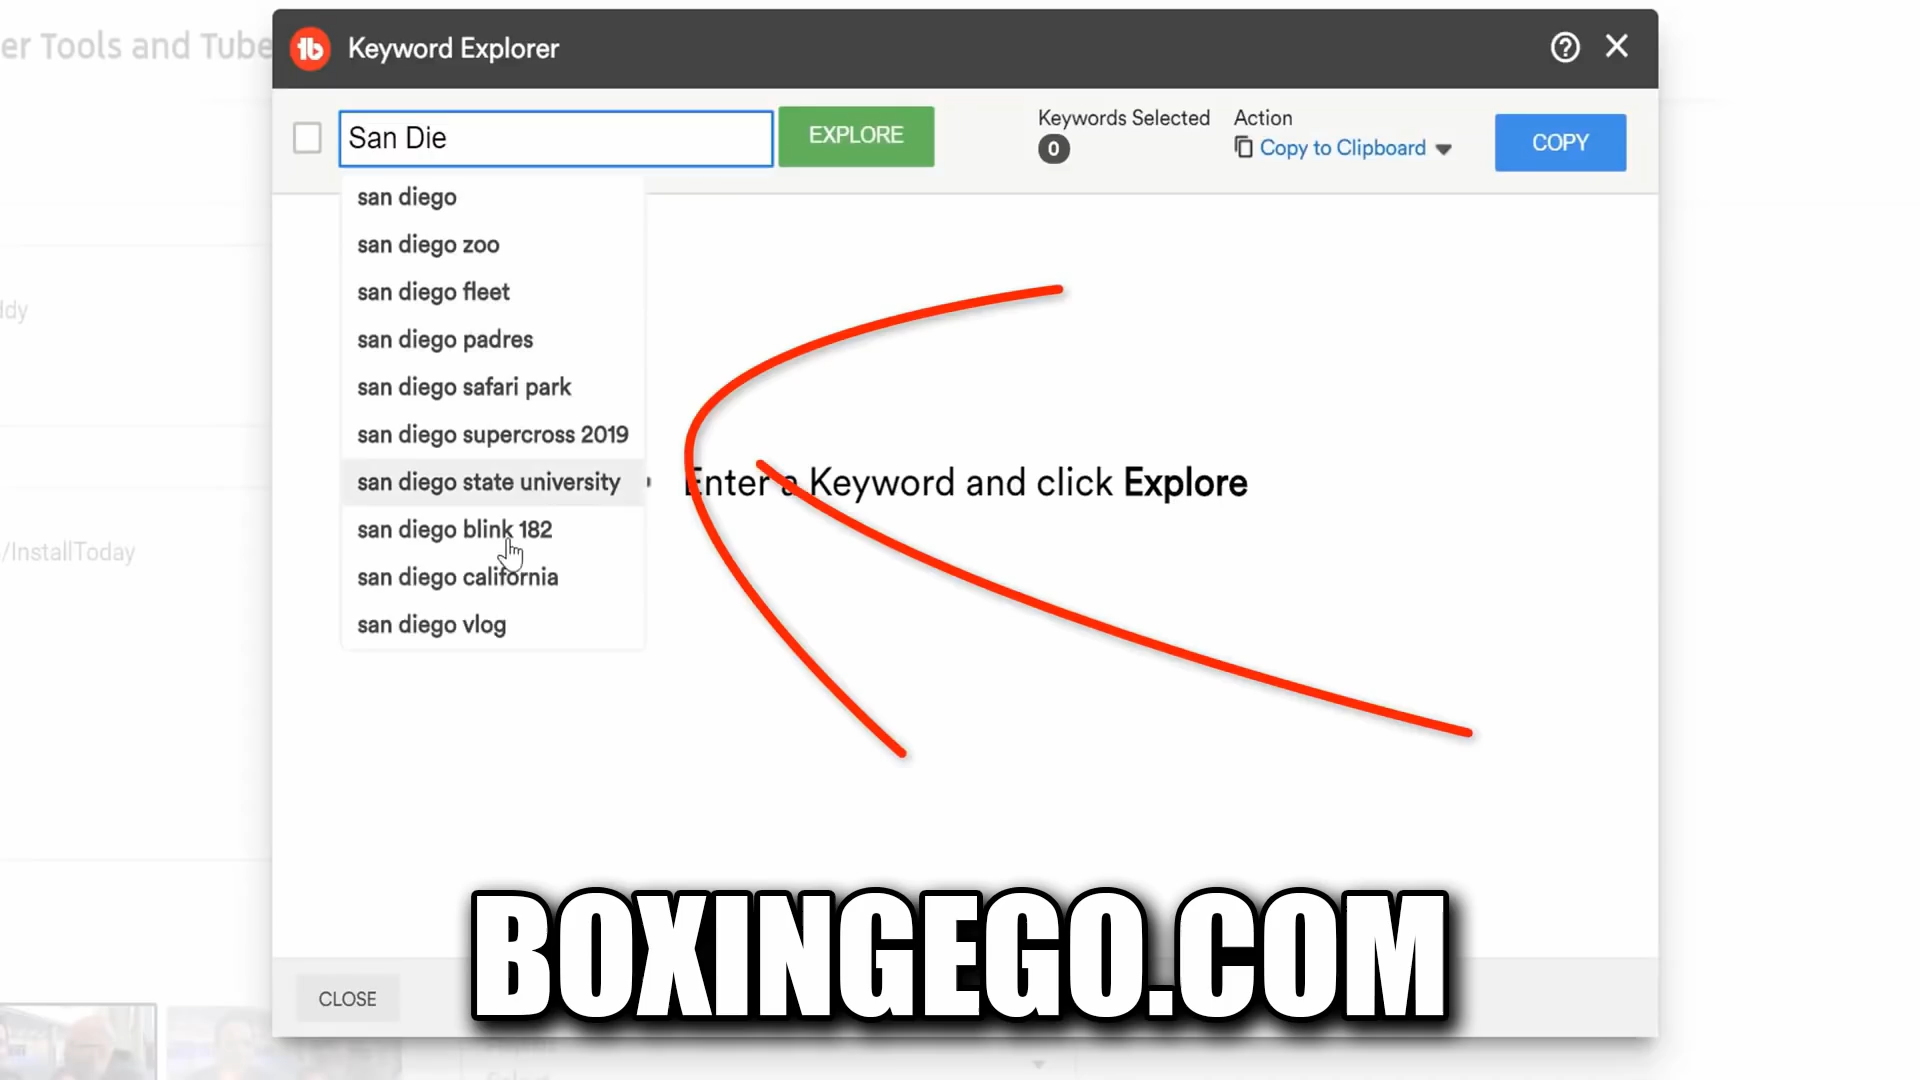 er Tools and Tube
Keyword Explorer
San Die
EXPLORE
Keywords Selected
0
Action
Copy to Clipboard
COPY
san diego
san diego zoo
san diego fleet
san diego padres
san diego safari park
san diego supercross 2019
san diego state university
san diego blink 182
san diego california
san diego vlog
Enter a Keyword and click Explore
ddy
/InstallToday
BOXINGEGO.COM
CLOSE